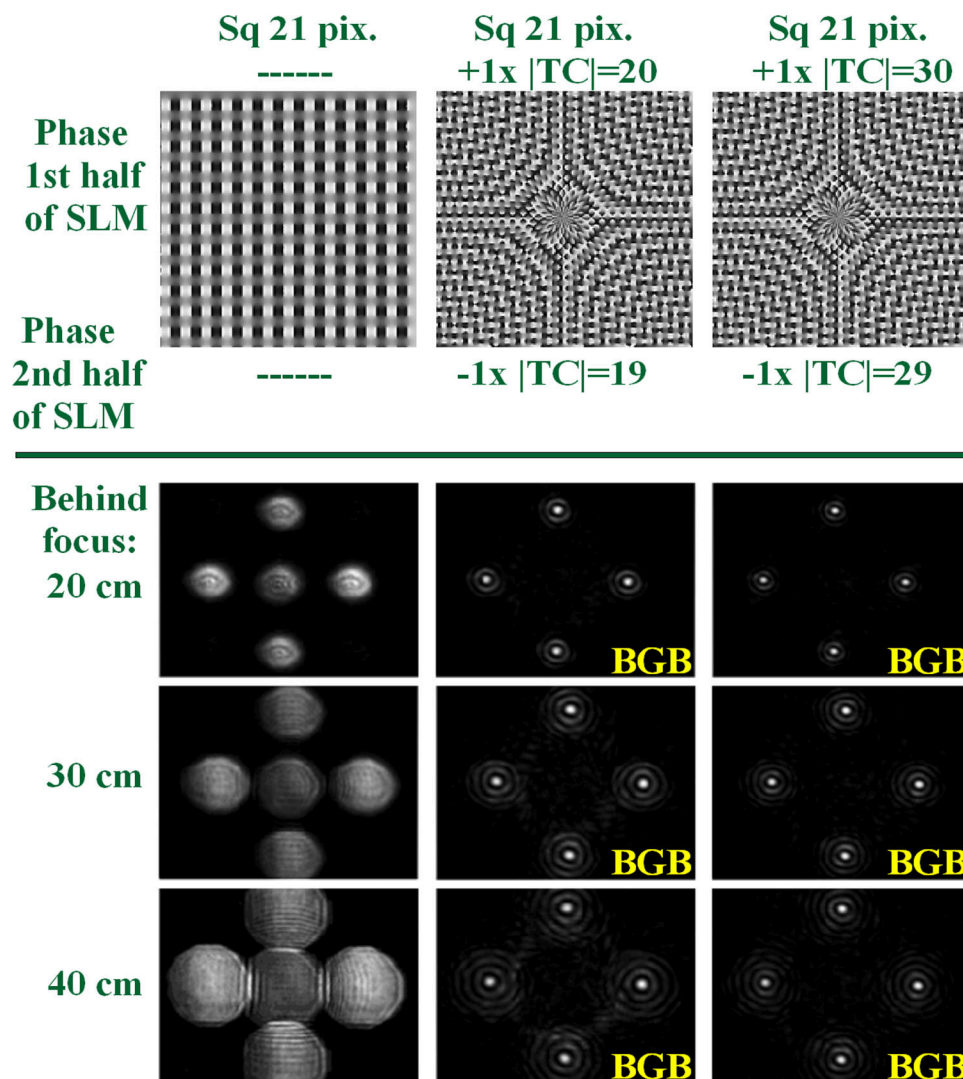 Sq 21 pix.
------
Sq 21 pix.
+1x |TC|=20
Sq 21 pix.
+1x |TC|=30
Phase
1st half
of SLM
Phase
2nd half
of SLM
------
-1x |TC|=19
-1x |TC|=29
Behind
focus:
20 cm
BGB
BGB
30 cm
BGB
BGB
40 cm
BGB
BGB